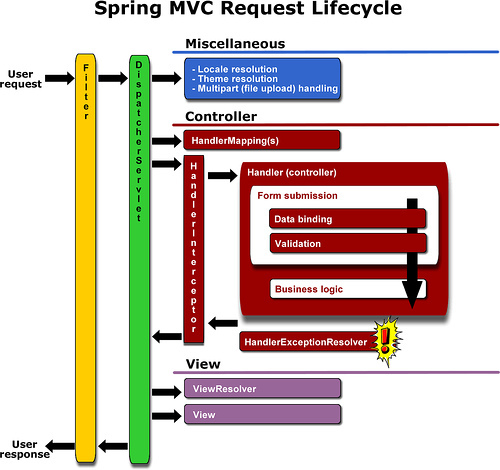 Spring MVC Request Lifecycle
Miscellaneous
User
request
Filter
DispatcherServlet
- Locale resolution
- Theme resolution
- Multipart (file upload) handling
Controller
HandlerMapping(s)
HandlerInterceptor
Handler (controller)
Form submission
Data binding
Validation
Business logic
HandlerExceptionResolver
!
View
ViewResolver
View
User
response